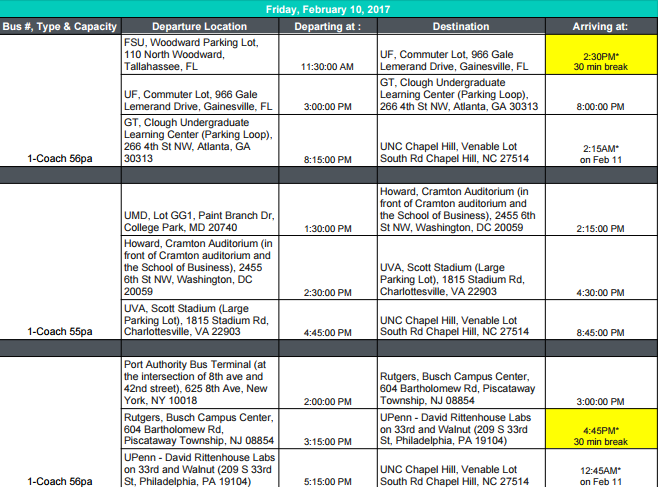 Friday, February 10, 2017
Bus #, Type & Capacity Departure Location Departing at : Destination Arriving at:
FSU, Woodward Parking Lot,
110 North Woodward,
Tallahassee, FL
11:30:00 AM
UF, Commuter Lot, 966 Gale
Lemerand Drive, Gainesville, FL
2:30PM*
30 min break
UF, Commuter Lot, 966 Gale
Lemerand Drive, Gainesville, FL
3:00:00 PM
GT, Clough Undergraduate
Learning Center (Parking Loop),
266 4th St NW, Atlanta, GA 30313
8:00:00 PM
1-Coach 56pa
GT, Clough Undergraduate
Learning Center (Parking Loop),
266 4th St NW, Atlanta, GA
30313
8:15:00 PM
UNC Chapel Hill, Venable Lot
South Rd Chapel Hill, NC 27514
2:15AM*
on Feb 11
UMD, Lot GG1, Paint Branch Dr,
College Park, MD 20740
1:30:00 PM
Howard, Cramton Auditorium (in
front of Cramton auditorium and
the School of Business), 2455 6th
St NW, Washington, DC 20059
2:15:00 PM
Howard, Cramton Auditorium (in
front of Cramton auditorium and
the School of Business), 2455
6th St NW, Washington, DC
20059
2:30:00 PM
UVA, Scott Stadium (Large
Parking Lot), 1815 Stadium Rd,
Charlottesville, VA 22903
4:30:00 PM
1-Coach 55pa
UVA, Scott Stadium (Large
Parking Lot), 1815 Stadium Rd,
Charlottesville, VA 22903
4:45:00 PM
UNC Chapel Hill, Venable Lot
South Rd Chapel Hill, NC 27514
8:45:00 PM
Port Authority Bus Terminal (at
the intersection of 8th ave and
42nd street), 625 8th Ave, New
York, NY 10018
2:00:00 PM
Rutgers, Busch Campus Center,
604 Bartholomew Rd, Piscataway
Township, NJ 08854
3:00:00 PM
Rutgers, Busch Campus Center,
604 Bartholomew Rd,
Piscataway Township, NJ 08854
3:15:00 PM
UPenn - David Rittenhouse Labs
on 33rd and Walnut (209 S 33rd
St, Philadelphia, PA 19104)
4:45PM*
30 min break
1-Coach 56pa
UPenn - David Rittenhouse Labs
on 33rd and Walnut (209 S 33rd
St, Philadelphia, PA 19104)
5:15:00 PM
UNC Chapel Hill, Venable Lot
South Rd Chapel Hill, NC 27514
12:45AM*
on Feb 11